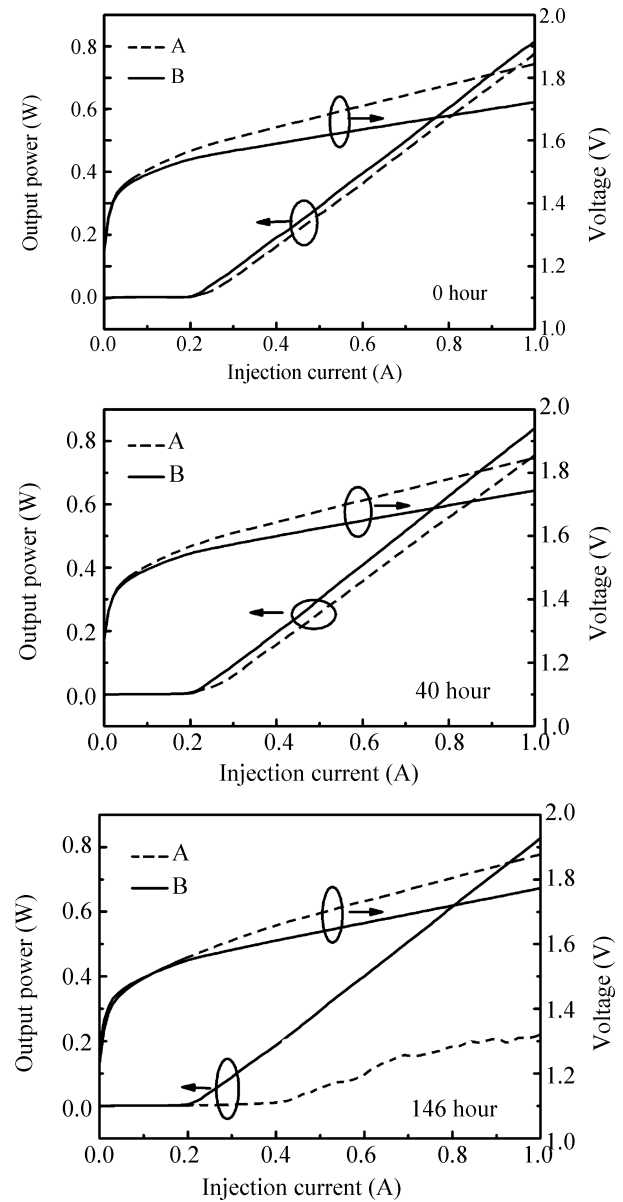 2.0
0.8
A
B
1.8
0.6
1.6
0.4
1.4
0.2
1.1
0.0
0 hour
1.0
Output power (W)
Voltage (V)
0.0 0.2 0.4 0.6 0.8 1.0
Injection current (A)
2.0
0.8
A
B
1.8
0.6
1.6
0.4
1.4
0.2
1.2
0.0
40 hour
1.0
Output power (W)
Voltage (V)
0.0 0.2 0.4 0.6 0.8 1.0
Injection current (A)
2.0
0.8
A
B
1.8
0.6
1.6
0.4
1.4
0.2
1.2
0.0
146 hour
1.0
Output power (W)
Voltage (V)
0.0 0.2 0.4 0.6 0.8 1.0
Injection current (A)